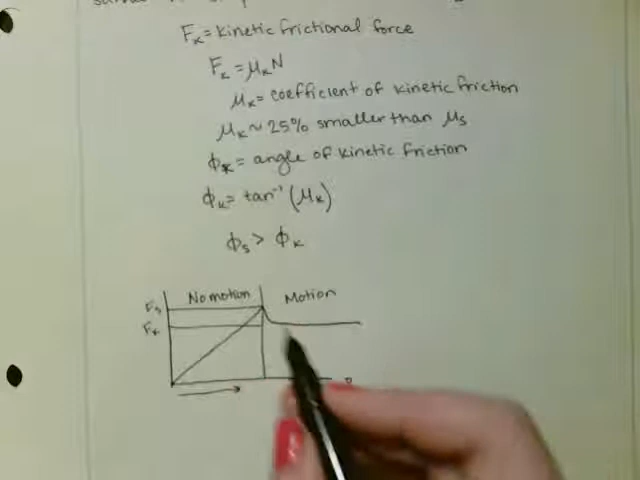 Fₖ = kinetic frictional force
Fₖ = μₖN
μₖ = coefficient of kinetic friction
μₖ ~ 25% smaller than μₛ
ϕₖ = angle of kinetic friction
ϕₖ = tan⁻¹ (μₖ)
ϕₛ > ϕₖ
No motion Motion
Fₛ
Fₖ